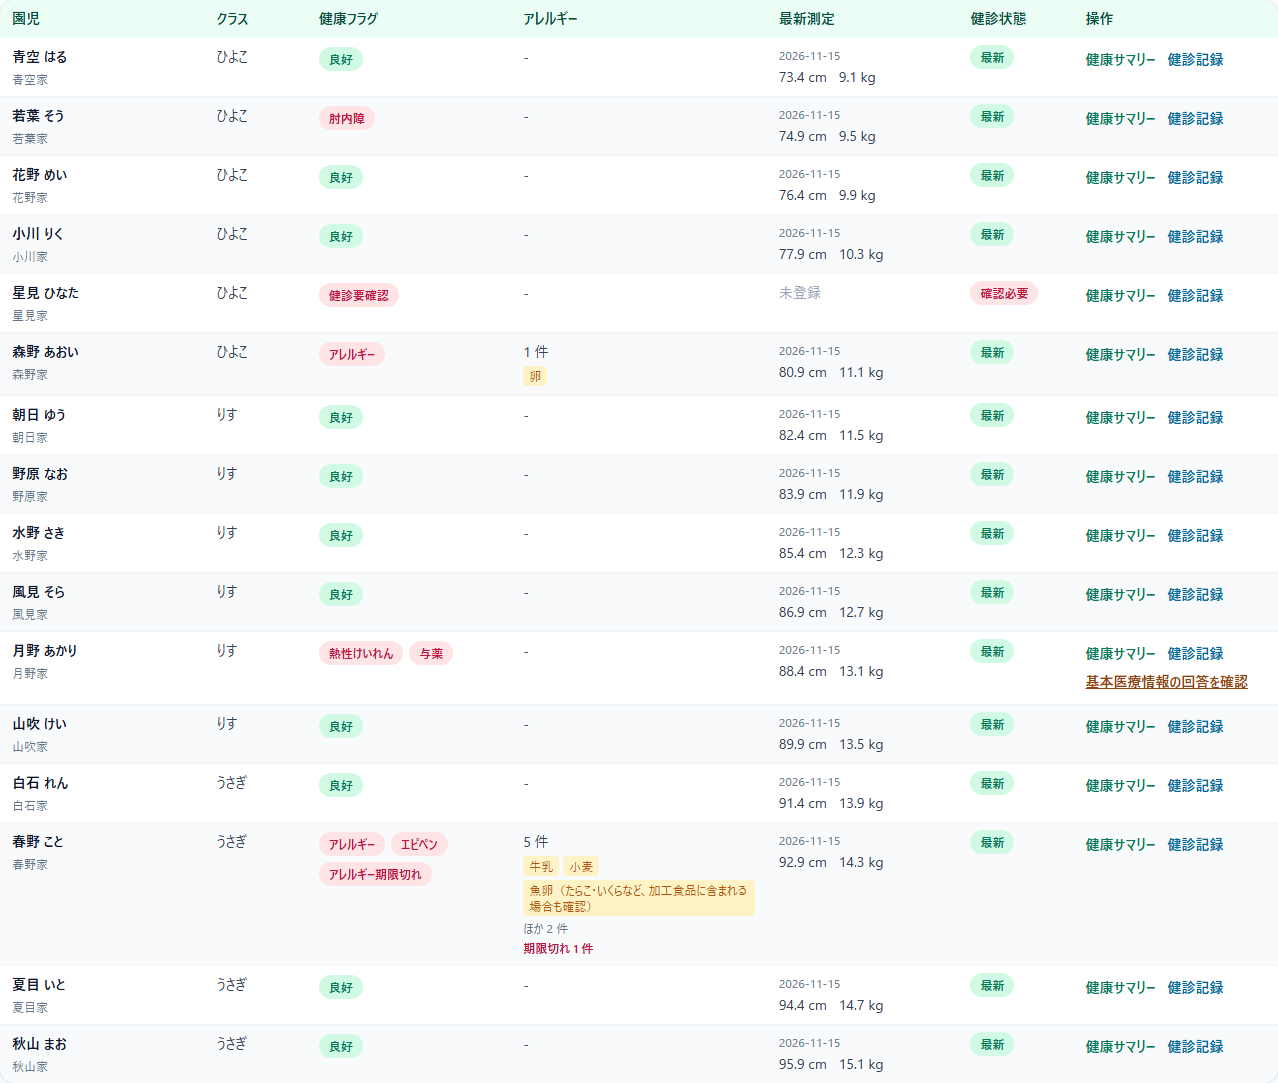 園児 クラス 健康フラグ アレルギー 最新測定 健診状態 操作
青空 はる ひよこ 良好 - 2026-11-15 最新 健康サマリー 健診記録
青空家 73.4 cm 9.1 kg
若葉 そう ひよこ 肘内障 - 2026-11-15 最新 健康サマリー 健診記録
若葉家 74.9 cm 9.5 kg
花野 めい ひよこ 良好 - 2026-11-15 最新 健康サマリー 健診記録
花野家 76.4 cm 9.9 kg
小川 りく ひよこ 良好 - 2026-11-15 最新 健康サマリー 健診記録
小川家 77.9 cm 10.3 kg
星見 ひなた ひよこ 健診要確認 - 未登録 確認必要 健康サマリー 健診記録
星見家
森野 あおい ひよこ アレルギー 1 件 2026-11-15 最新 健康サマリー 健診記録
森野家 卵 80.9 cm 11.1 kg
朝日 ゆう りす 良好 - 2026-11-15 最新 健康サマリー 健診記録
朝日家 82.4 cm 11.5 kg
野原 なお りす 良好 - 2026-11-15 最新 健康サマリー 健診記録
野原家 83.9 cm 11.9 kg
水野 さき りす 良好 - 2026-11-15 最新 健康サマリー 健診記録
水野家 85.4 cm 12.3 kg
風見 そら りす 良好 - 2026-11-15 最新 健康サマリー 健診記録
風見家 86.9 cm 12.7 kg
月野 あかり りす 熱性けいれん 与薬 - 2026-11-15 最新 健康サマリー 健診記録
月野家 88.4 cm 13.1 kg 基本医療情報の回答を確認
山吹 けい りす 良好 - 2026-11-15 最新 健康サマリー 健診記録
山吹家 89.9 cm 13.5 kg
白石 れん うさぎ 良好 - 2026-11-15 最新 健康サマリー 健診記録
白石家 91.4 cm 13.9 kg
春野 こと うさぎ アレルギー エピペン 5 件 2026-11-15 最新 健康サマリー 健診記録
春野家 アレルギー期限切れ 牛乳 小麦 92.9 cm 14.3 kg
魚卵（たらこ・いくらなど、加工食品に含まれる
場合も確認）
ほか 2 件
期限切れ 1 件
夏目 いと うさぎ 良好 - 2026-11-15 最新 健康サマリー 健診記録
夏目家 94.4 cm 14.7 kg
秋山 まお うさぎ 良好 - 2026-11-15 最新 健康サマリー 健診記録
秋山家 95.9 cm 15.1 kg